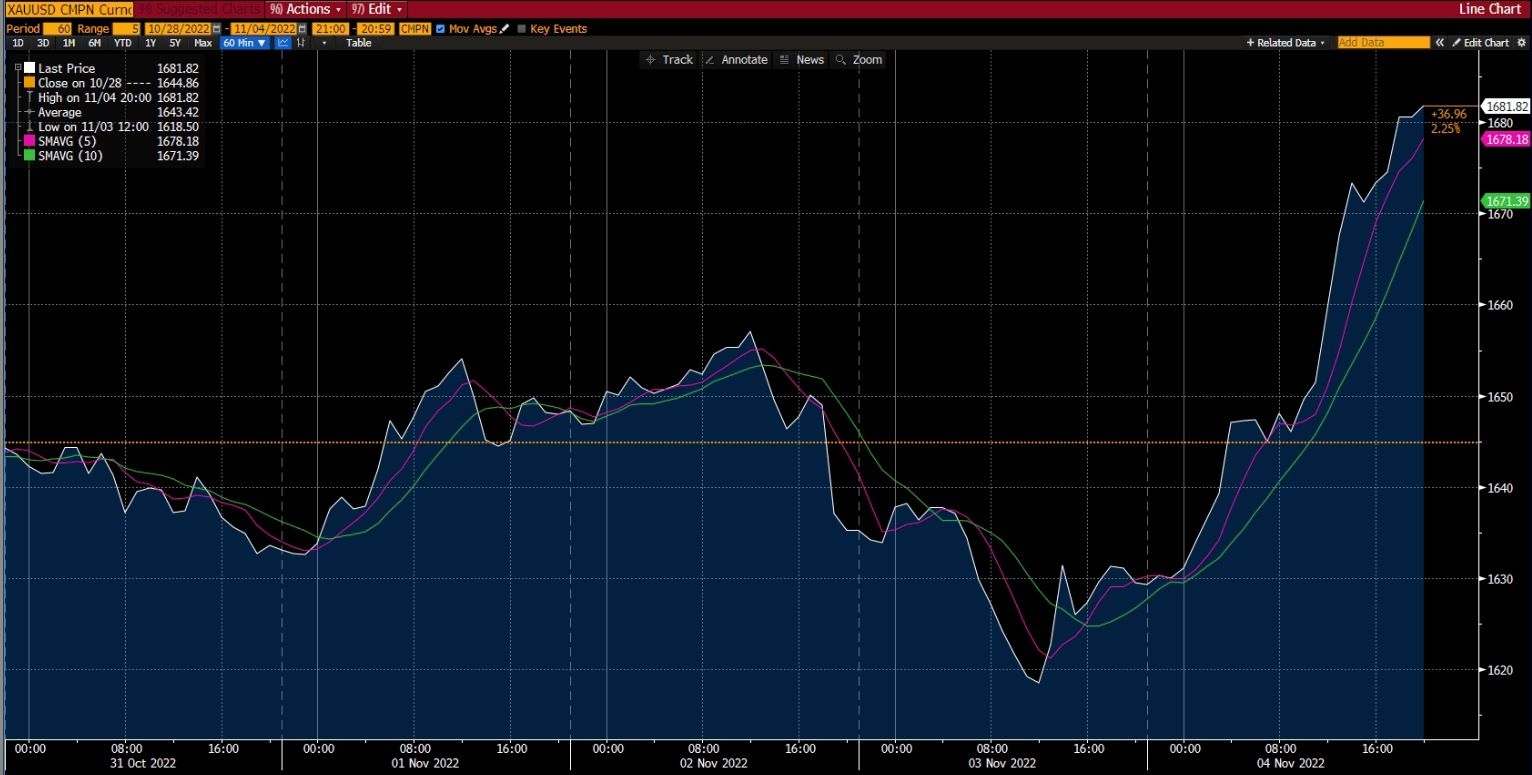 XAUUSD CMPN Curnc 94) Suggested Charts 96) Actions 97) Edit Line Chart
Period 60 Range 5 10/28/2022 - 11/04/2022 21:00 - 20:59 CMPN Mov Avgs Key Events
1D 3D 1M 6M YTD 1Y 5Y Max 60 Min ▼ Table + Related Data Add Data « Edit Chart
Track Annotate News Zoom
Last Price 1681.82
Close on 10/28 ---- 1644.86
High on 11/04 20:00 1681.82
Average 1643.42
Low on 11/03 12:00 1618.50
SMAVG (5) 1678.18
SMAVG (10) 1671.39
1681.82
+36.96
2.25%
1680
1678.18
1671.39
1670
1660
1650
1640
1630
1620
00:00 08:00 16:00 00:00 08:00 16:00 00:00 08:00 16:00 00:00 08:00 16:00 00:00 08:00 16:00
31 Oct 2022 01 Nov 2022 02 Nov 2022 03 Nov 2022 04 Nov 2022